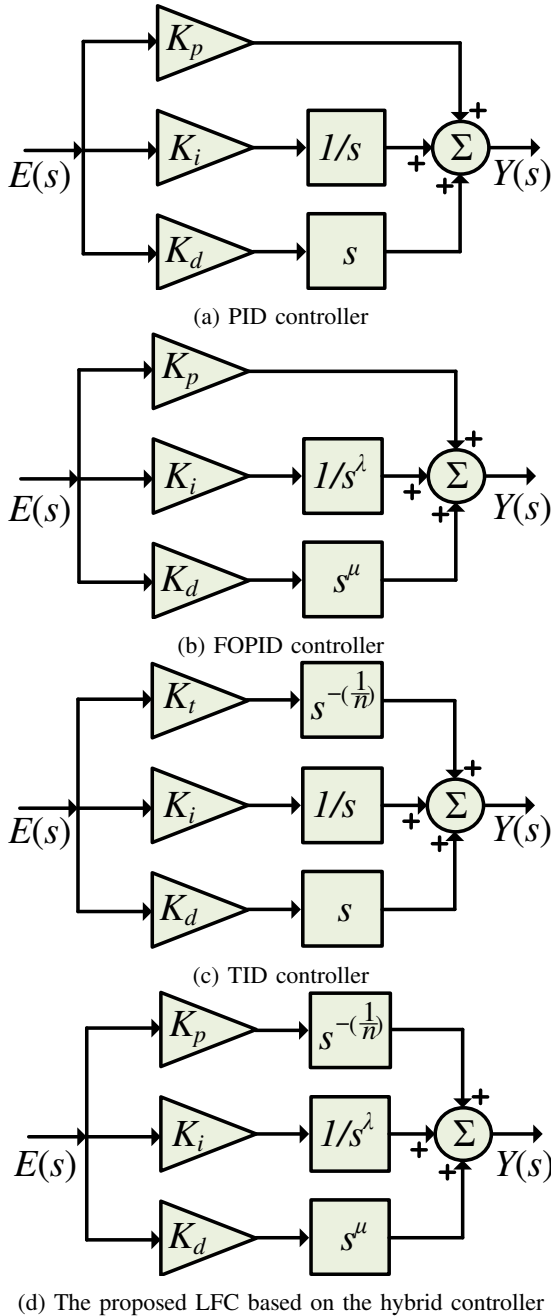 K_p
+
K_i
1/s
Σ
E(s)
+
Y(s)
+
K_d
s
(a) PID controller
K_p
+
K_i
1/s^λ
Σ
E(s)
+
Y(s)
+
K_d
s^μ
(b) FOPID controller
K_t
s^{-(1/n)}
+
K_i
1/s
Σ
E(s)
+
Y(s)
+
K_d
s
(c) TID controller
K_p
s^{-(1/n)}
+
K_i
1/s^λ
Σ
E(s)
+
Y(s)
+
K_d
s^μ
(d) The proposed LFC based on the hybrid controller